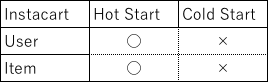 Instacart Hot Start Cold Start
User ○ ×
Item ○ ×